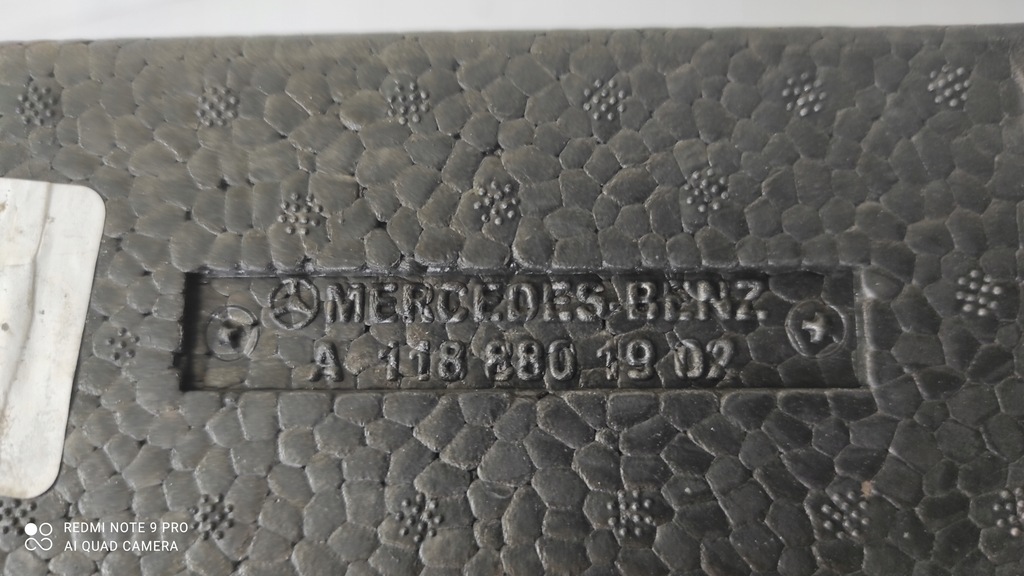 MERCEDES-BENZ
A 118 880 19 02
REDMI NOTE 9 PRO
AI QUAD CAMERA